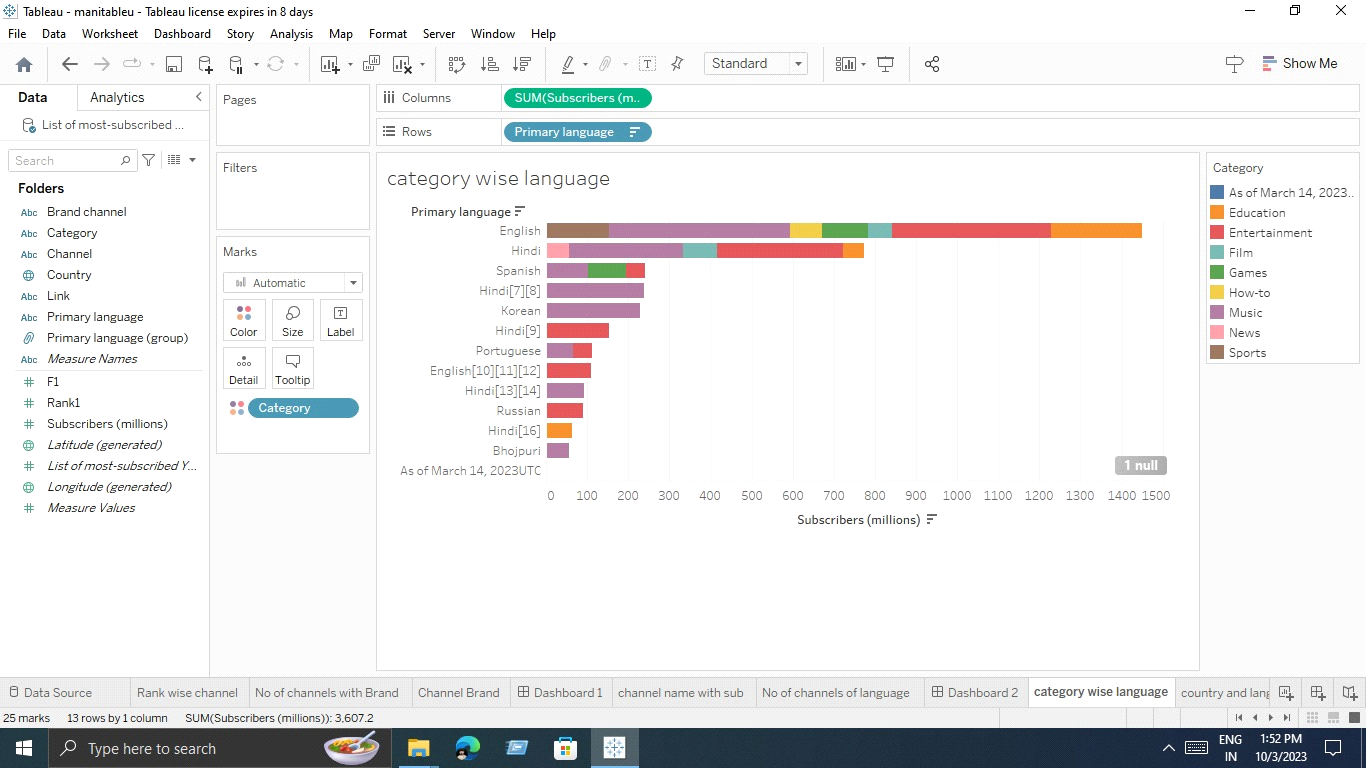 Tableau - manitableu - Tableau license expires in 8 days
File Data Worksheet Dashboard Story Analysis Map Format Server Window Help
Standard
Show Me
Data Analytics
List of most-subscribed ...
Search
Folders
Abc Brand channel
Abc Category
Abc Channel
Country
Abc Link
Abc Primary language
Primary language (group)
Abc Measure Names
F1
Rank1
Subscribers (millions)
Latitude (generated)
List of most-subscribed Y...
Longitude (generated)
Measure Values
Pages
Filters
Marks
Automatic
Color Size Label
Detail Tooltip
Category
Columns SUM(Subscribers (m..
Rows Primary language
category wise language
Primary language
English
Hindi
Spanish
Hindi[7][8]
Korean
Hindi[9]
Portuguese
English[10][11][12]
Hindi[13][14]
Russian
Hindi[16]
Bhojpuri
As of March 14, 2023UTC
1 null
0 100 200 300 400 500 600 700 800 900 1000 1100 1200 1300 1400 1500
Subscribers (millions)
Category
As of March 14, 2023..
Education
Entertainment
Film
Games
How-to
Music
News
Sports
Data Source Rank wise channel No of channels with Brand Channel Brand Dashboard 1 channel name with sub No of channels of language Dashboard 2 category wise language country and lang
25 marks 13 rows by 1 column SUM(Subscribers (millions)): 3,607.2
Type here to search
ENG
IN
1:52 PM
10/3/2023